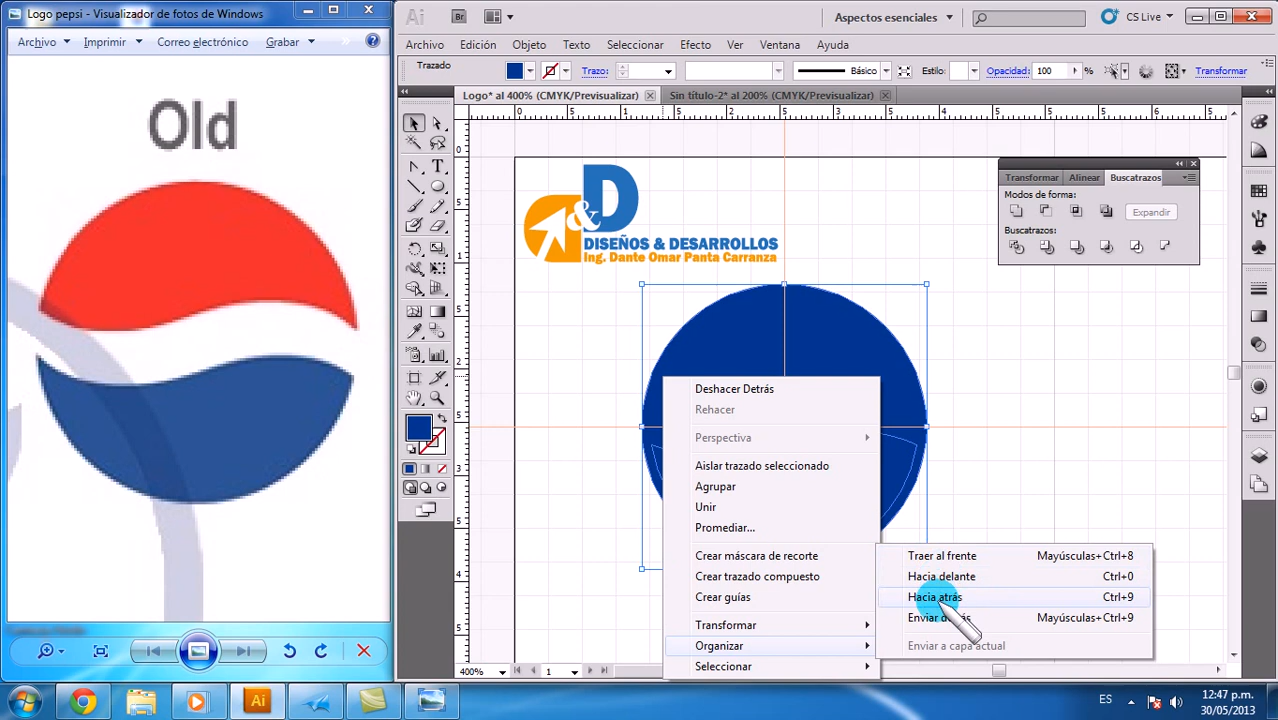 Logo pepsi - Visualizador de fotos de Windows
Archivo Imprimir Correo electrónico Grabar
Old
Ai Br Aspectos esenciales CS Live
Archivo Edición Objeto Texto Seleccionar Efecto Ver Ventana Ayuda
Trazado Trazo: Básico Estilo: Opacidad: 100 % Transformar
Logo* al 400% (CMYK/Previsualizar) Sin título-2* al 200% (CMYK/Previsualizar)
D
&
DISEÑOS & DESARROLLOS
Ing. Dante Omar Panta Carranza
Transformar Alinear Buscatrazos
Modos de forma:
Expandir
Buscatrazos:
Deshacer Detrás
Rehacer
Perspectiva
Aislar trazado seleccionado
Agrupar
Unir
Promediar...
Crear máscara de recorte
Crear trazado compuesto
Crear guías
Transformar
Organizar
Seleccionar
Traer al frente Mayúsculas+Ctrl+8
Hacia delante Ctrl+0
Hacia atrás Ctrl+9
Enviar detrás Mayúsculas+Ctrl+9
Enviar a capa actual
400% 1
Ai
ES
12:47 p.m.
30/05/2013